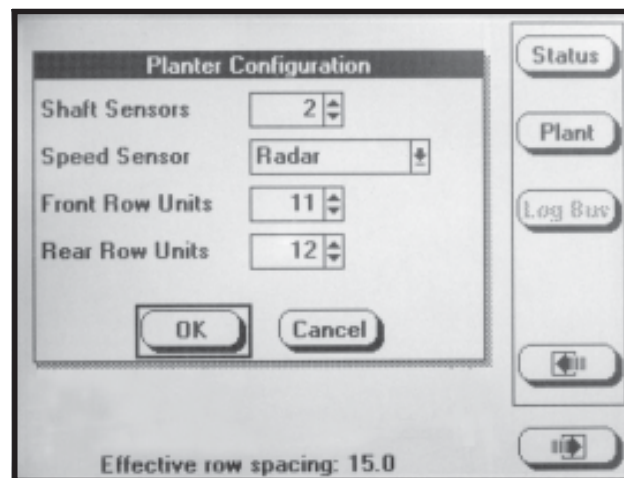 Planter Configuration
Shaft Sensors 2
Speed Sensor Radar
Front Row Units 11
Rear Row Units 12
OK Cancel
Effective row spacing: 15.0
Status
Plant
Log Bus